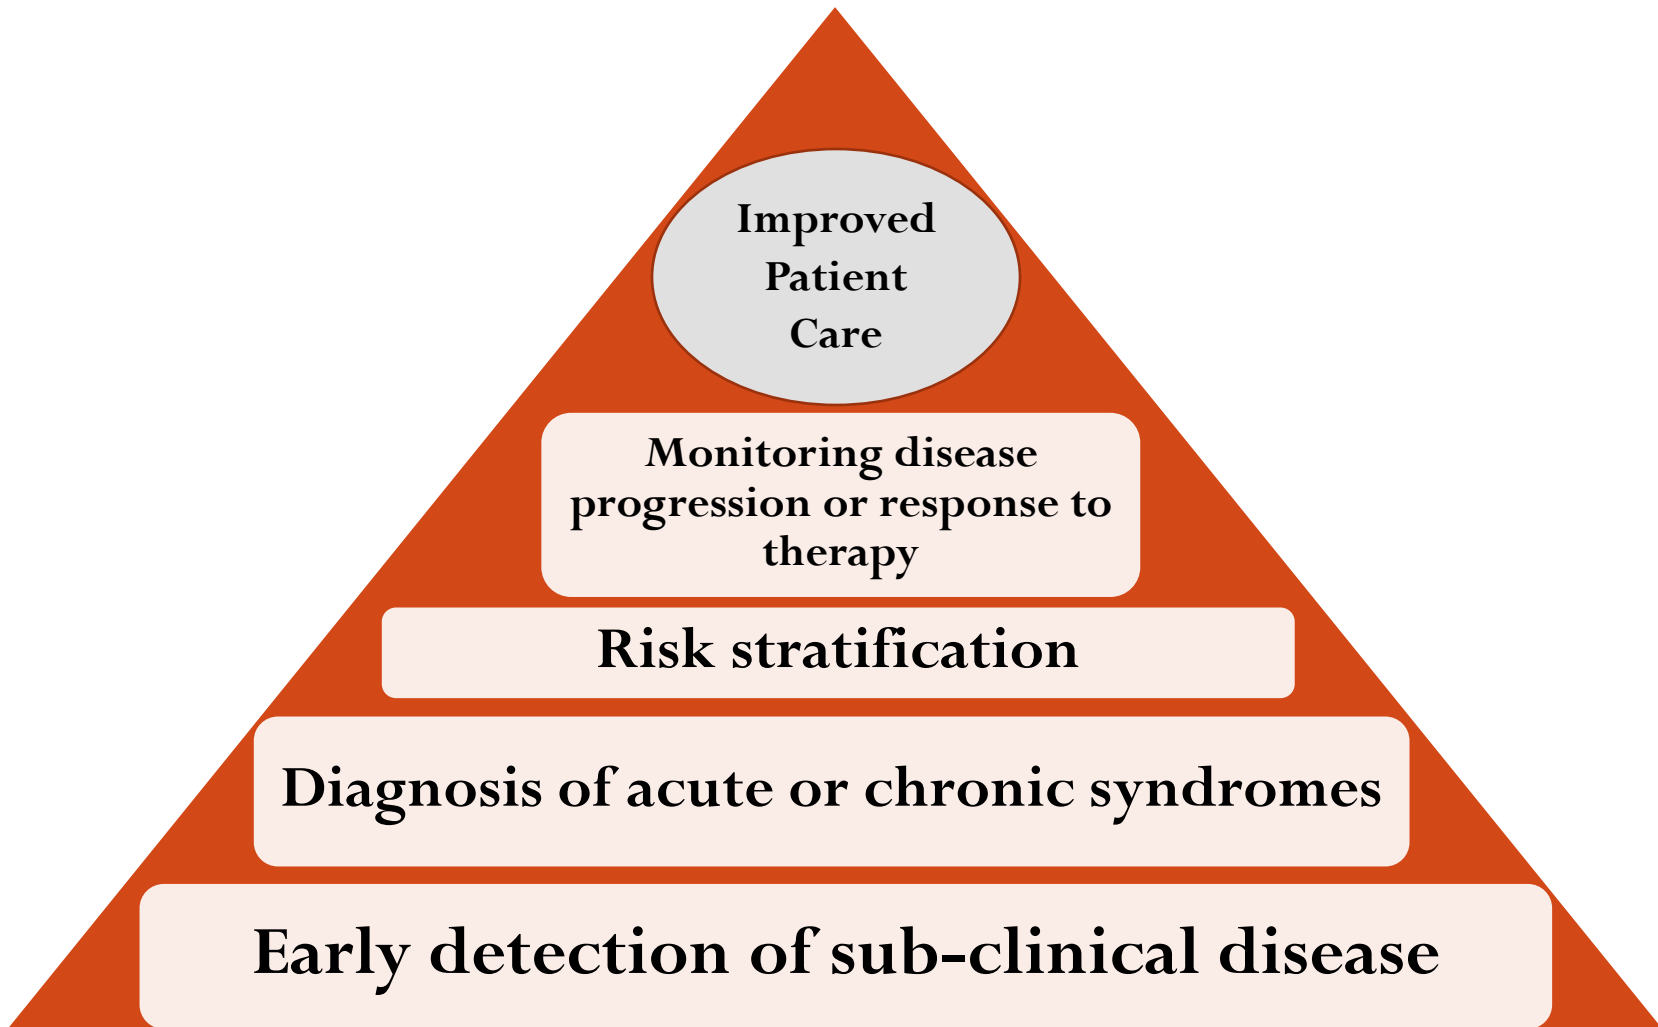 Improved
Patient
Care
Monitoring disease
progression or response to
therapy
Risk stratification
Diagnosis of acute or chronic syndromes
Early detection of sub-clinical disease